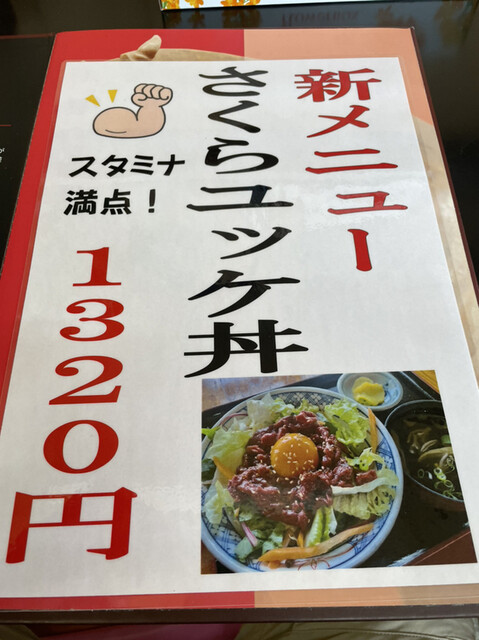 新メニュー
さくらユッケ丼
スタミナ
満点！
1320円